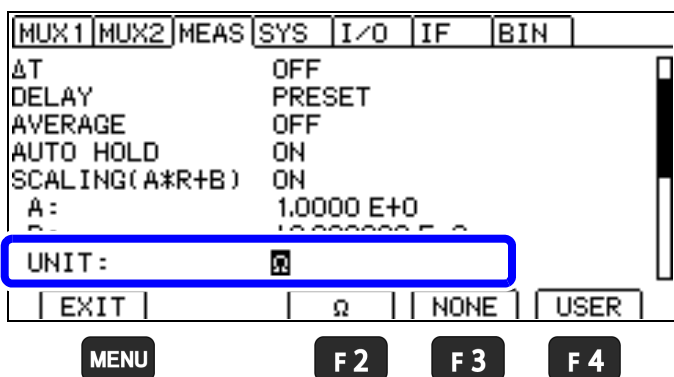 MUX1 MUX2 MEAS SYS I/O IF BIN
ΔT OFF
DELAY PRESET
AVERAGE OFF
AUTO HOLD ON
SCALING(A*R+B) ON
A: 1.0000 E+0
UNIT: Ω
EXIT Ω NONE USER
MENU F2 F3 F4